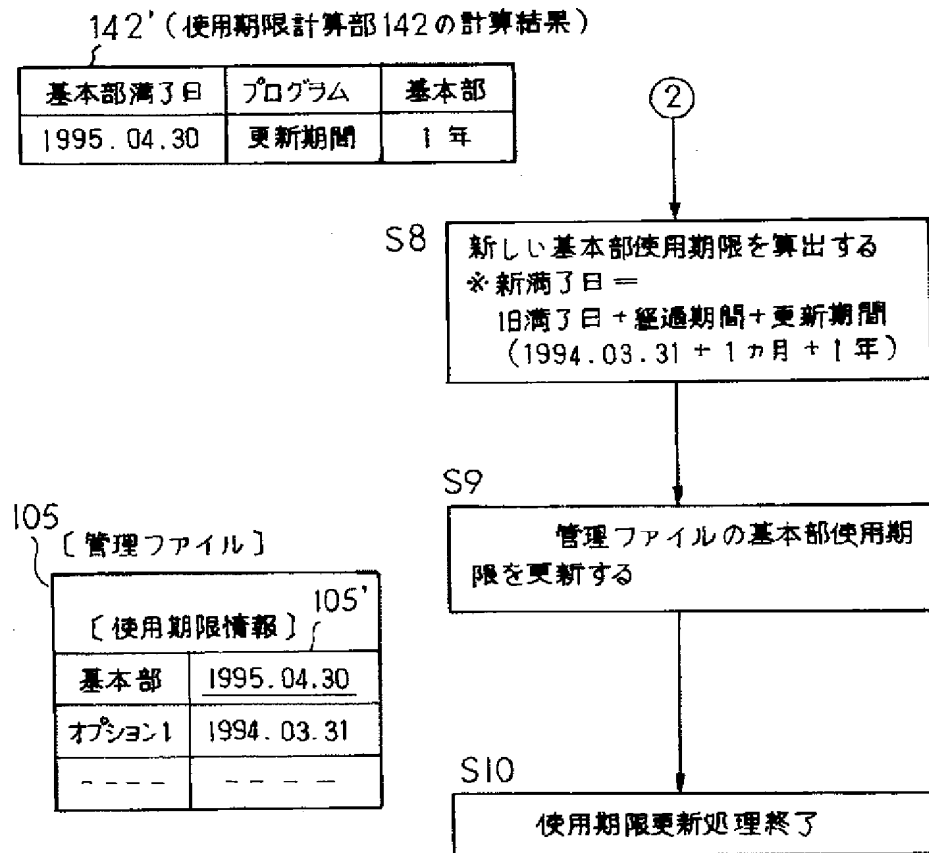 142'(使用期限計算部142の計算結果)
基本部満了日 プログラム 基本部
1995.04.30 更新期間 1年
②
S8
新しい基本部使用期限を算出する
※新満了日=
旧満了日+経過期間+更新期間
(1994.03.31+1ヵ月+1年)
S9
管理ファイルの基本部使用期
限を更新する
105
〔管理ファイル〕
105'
〔使用期限情報〕
基本部 1995.04.30
オプション1 1994.03.31
---- ----
S10
使用期限更新処理終了